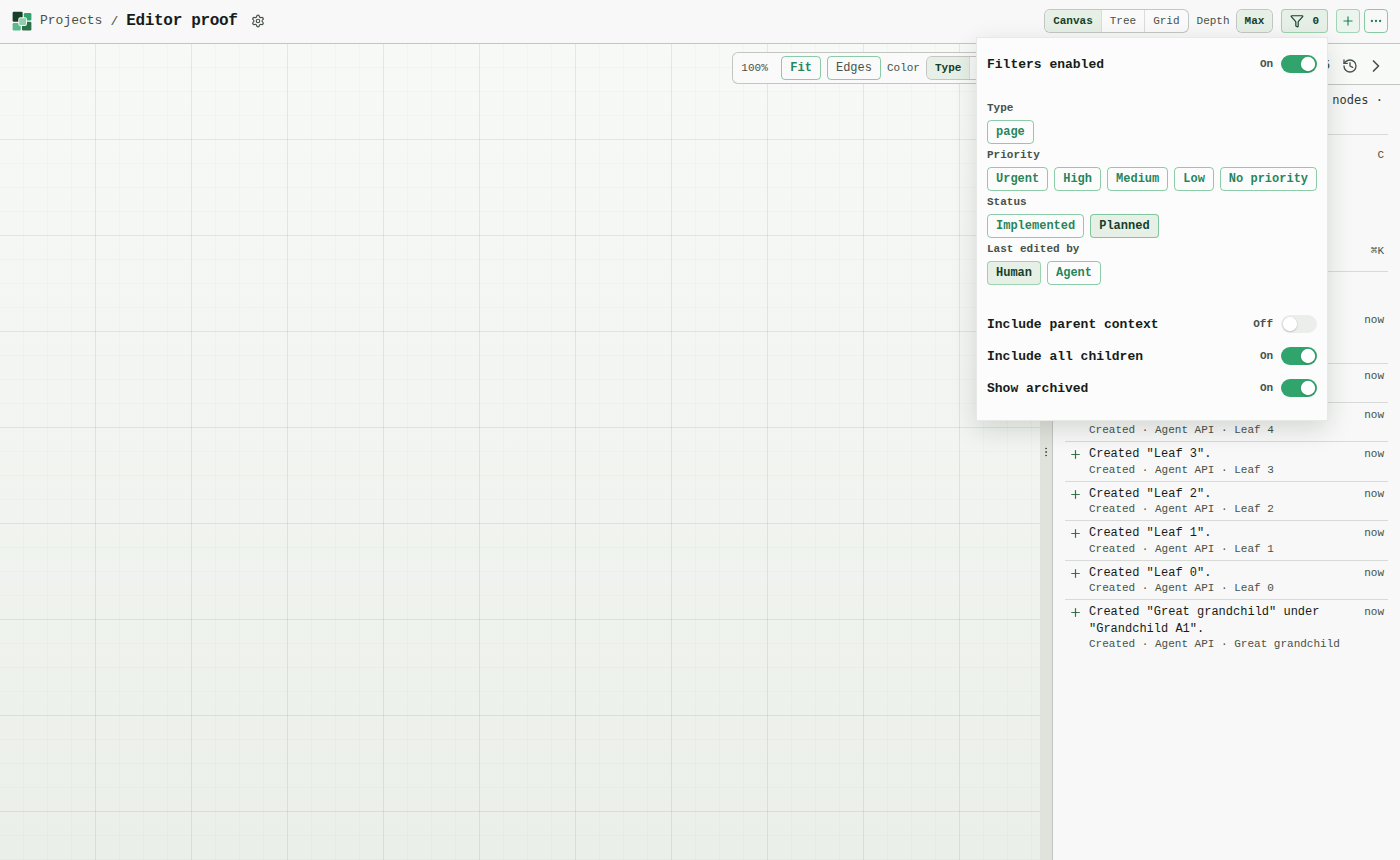 Projects / Editor proof
Canvas Tree Grid Depth Max 0 + ···
100% Fit Edges Color Type
Filters enabled On
Type
page
Priority
Urgent High Medium Low No priority
Status
Implemented Planned
Last edited by
Human Agent
Include parent context Off
Include all children On
Show archived On
nodes ·
C
⌘K
now
now
now
Created · Agent API · Leaf 4
+ Created "Leaf 3". now
Created · Agent API · Leaf 3
+ Created "Leaf 2". now
Created · Agent API · Leaf 2
+ Created "Leaf 1". now
Created · Agent API · Leaf 1
+ Created "Leaf 0". now
Created · Agent API · Leaf 0
+ Created "Great grandchild" under now
"Grandchild A1".
Created · Agent API · Great grandchild